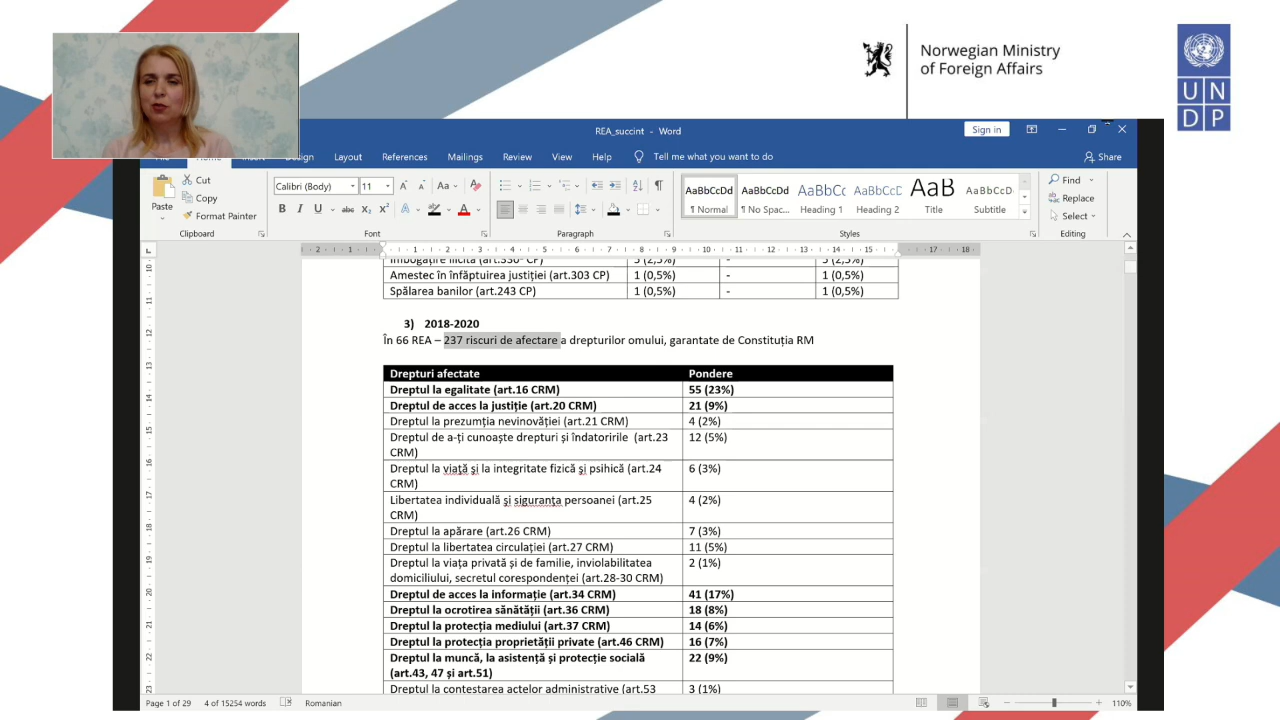 Norwegian Ministry
of Foreign Affairs
U N
D P
REA_succint - Word
Sign in
Design Layout References Mailings Review View Help Tell me what you want to do Share
Paste
Cut
Copy
Format Painter
Clipboard
Calibri (Body) 11
Font
Paragraph
AaBbCcDd AaBbCcDd AaBbCc AaBbCcD AaB AaBbCcD
¶ Normal ¶ No Spac... Heading 1 Heading 2 Title Subtitle
Styles
Find
Replace
Select
Editing
Amestec în înfăptuirea justiției (art.303 CP) 1 (0,5%) - 1 (0,5%)
Spălarea banilor (art.243 CP) 1 (0,5%) - 1 (0,5%)
3) 2018-2020
În 66 REA – 237 riscuri de afectare a drepturilor omului, garantate de Constituția RM
Drepturi afectate Pondere
Dreptul la egalitate (art.16 CRM) 55 (23%)
Dreptul de acces la justiție (art.20 CRM) 21 (9%)
Dreptul la prezumția nevinovăției (art.21 CRM) 4 (2%)
Dreptul de a-ți cunoaște drepturi și îndatoririle (art.23 12 (5%)
CRM)
Dreptul la viaţă şi la integritate fizică şi psihică (art.24 6 (3%)
CRM)
Libertatea individuală şi siguranţa persoanei (art.25 4 (2%)
CRM)
Dreptul la apărare (art.26 CRM) 7 (3%)
Dreptul la libertatea circulației (art.27 CRM) 11 (5%)
Dreptul la viața privată și de familie, inviolabilitatea 2 (1%)
domiciliului, secretul corespondenței (art.28-30 CRM)
Dreptul de acces la informație (art.34 CRM) 41 (17%)
Dreptul la ocrotirea sănătății (art.36 CRM) 18 (8%)
Dreptul la protecția mediului (art.37 CRM) 14 (6%)
Dreptul la protecția proprietății private (art.46 CRM) 16 (7%)
Dreptul la muncă, la asistență și protecție socială 22 (9%)
(art.43, 47 și art.51)
Dreptul la contestarea actelor administrative (art.53 3 (1%)
Page 1 of 29 4 of 15254 words Romanian 110%